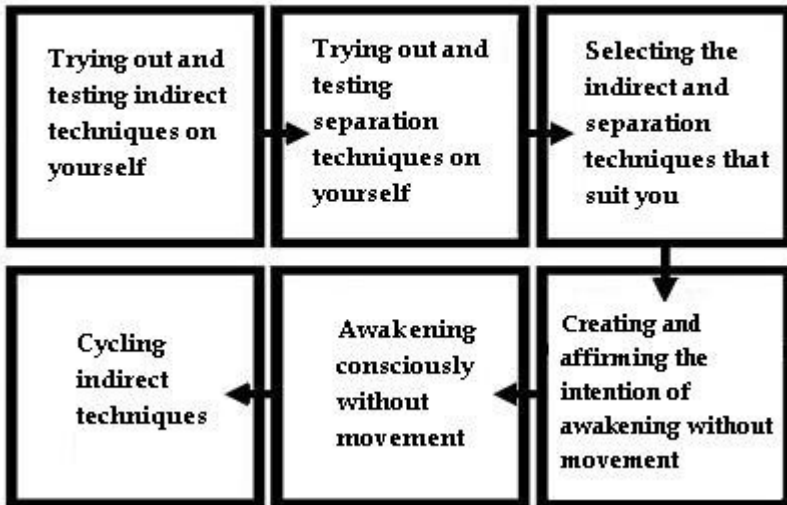 Trying out and
testing indirect
techniques on
yourself
Trying out and
testing
separation
techniques on
yourself
Selecting the
indirect and
separation
techniques that
suit you
Creating and
affirming the
intention of
awakening without
movement
Awakening
consciously
without
movement
Cycling
indirect
techniques